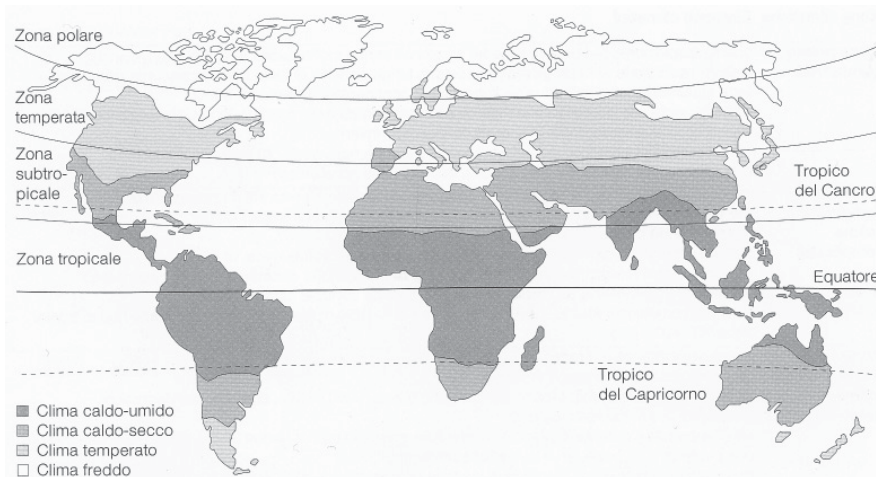 Zona polare
Zona
temperata
Zona
subtro-
picale
Tropico
del Cancro
Zona tropicale
Equatore
Tropico
del Capricorno
Clima caldo-umido
Clima caldo-secco
Clima temperato
Clima freddo